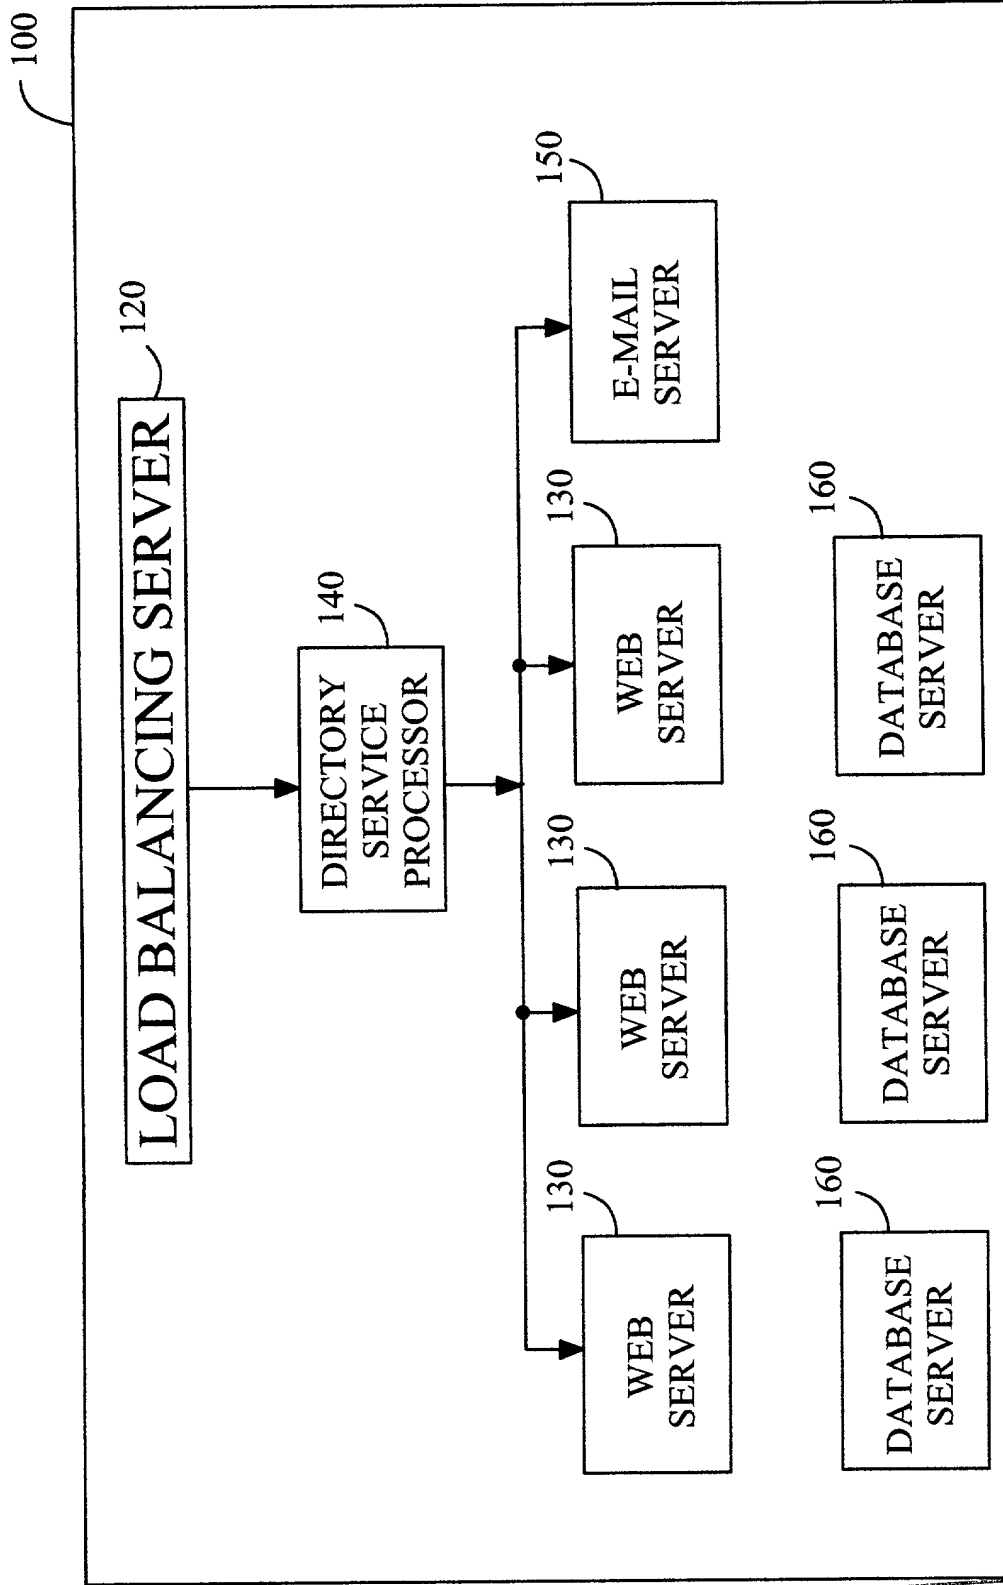 100
120
LOAD BALANCING SERVER
140
DIRECTORY
SERVICE
PROCESSOR
130
130
130
150
WEB
SERVER
WEB
SERVER
WEB
SERVER
E-MAIL
SERVER
160
160
160
DATABASE
SERVER
DATABASE
SERVER
DATABASE
SERVER